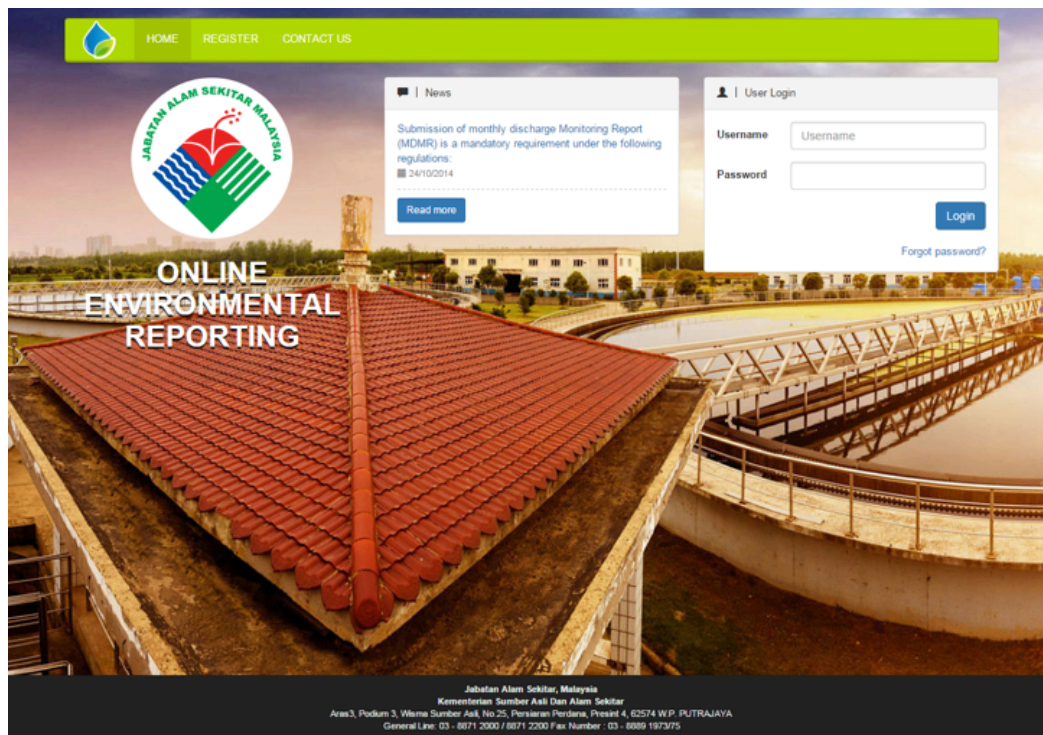 HOME REGISTER CONTACT US
JABATAN ALAM SEKITAR MALAYSIA
ONLINE
ENVIRONMENTAL
REPORTING
| News
Submission of monthly discharge Monitoring Report
(MDMR) is a mandatory requirement under the following
regulations:
24/10/2014
Read more
| User Login
Username Username
Password
Login
Forgot password?
Jabatan Alam Sekitar, Malaysia
Kementerian Sumber Asli Dan Alam Sekitar
Aras3, Podium 3, Wisma Sumber Asli, No.25, Persiaran Perdana, Presint 4, 62574 W.P. PUTRAJAYA
General Line: 03 - 8871 2000 / 8871 2200 Fax Number : 03 - 8889 1973/75